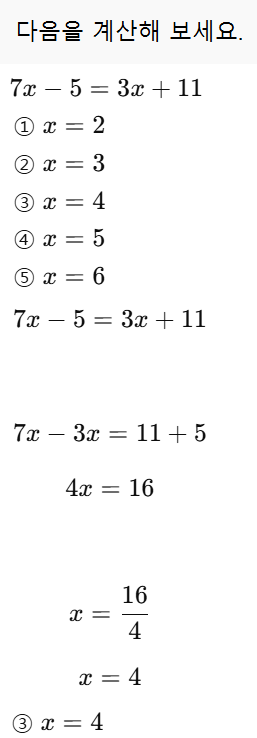 다음을 계산해 보세요.
7x − 5 = 3x + 11
① x = 2
② x = 3
③ x = 4
④ x = 5
⑤ x = 6
7x − 5 = 3x + 11
7x − 3x = 11 + 5
4x = 16
x = 16/4
x = 4
③ x = 4